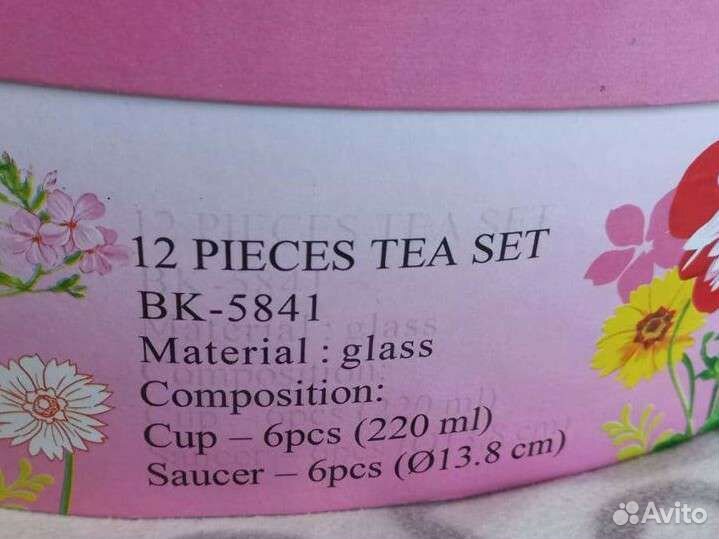 12 PIECES TEA SET
BK-5841
Material : glass
Composition:
Cup – 6pcs (220 ml)
Saucer – 6pcs (Ø13.8 cm)
Avito